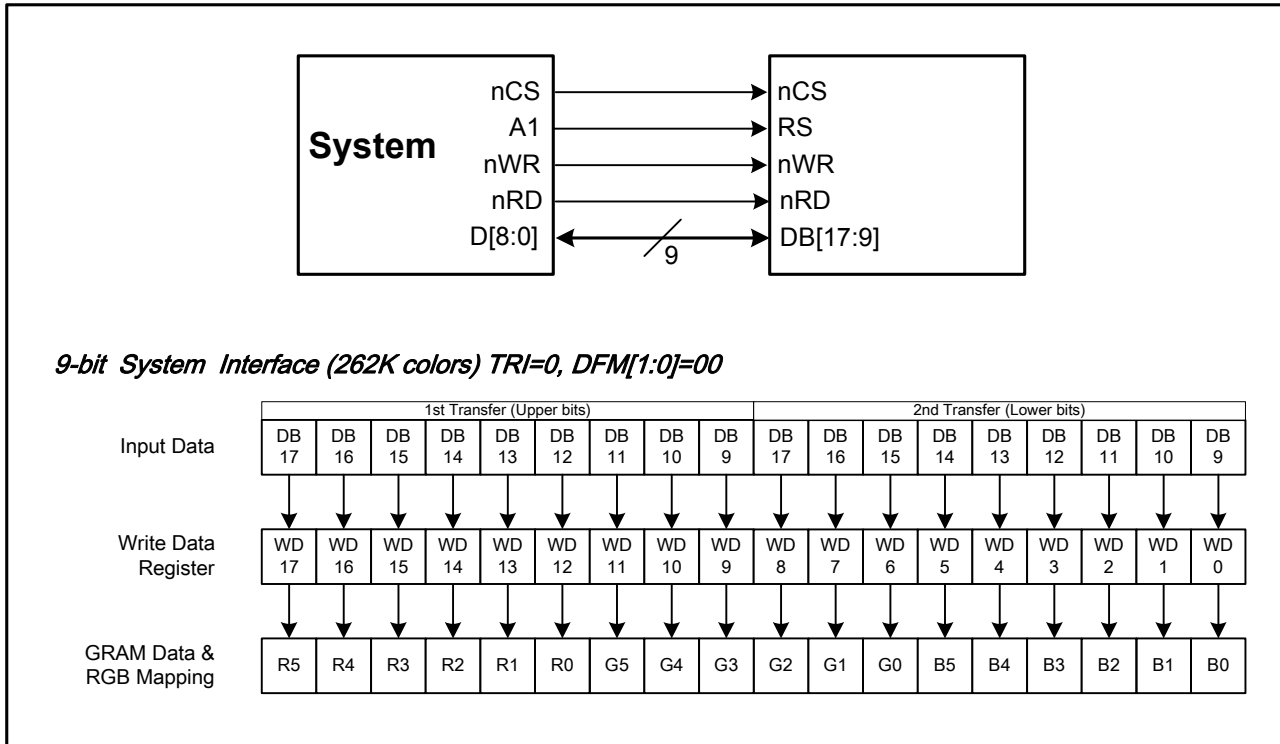 System
nCS
A1
nWR
nRD
D[8:0]
9
nCS
RS
nWR
nRD
DB[17:9]
9-bit System Interface (262K colors) TRI=0, DFM[1:0]=00
1st Transfer (Upper bits) 2nd Transfer (Lower bits)
Input Data
DB DB DB DB DB DB DB DB DB DB DB DB DB DB DB DB DB DB
17 16 15 14 13 12 11 10 9 17 16 15 14 13 12 11 10 9
Write Data
Register
WD WD WD WD WD WD WD WD WD WD WD WD WD WD WD WD WD WD
17 16 15 14 13 12 11 10 9 8 7 6 5 4 3 2 1 0
GRAM Data &
RGB Mapping
R5 R4 R3 R2 R1 R0 G5 G4 G3 G2 G1 G0 B5 B4 B3 B2 B1 B0